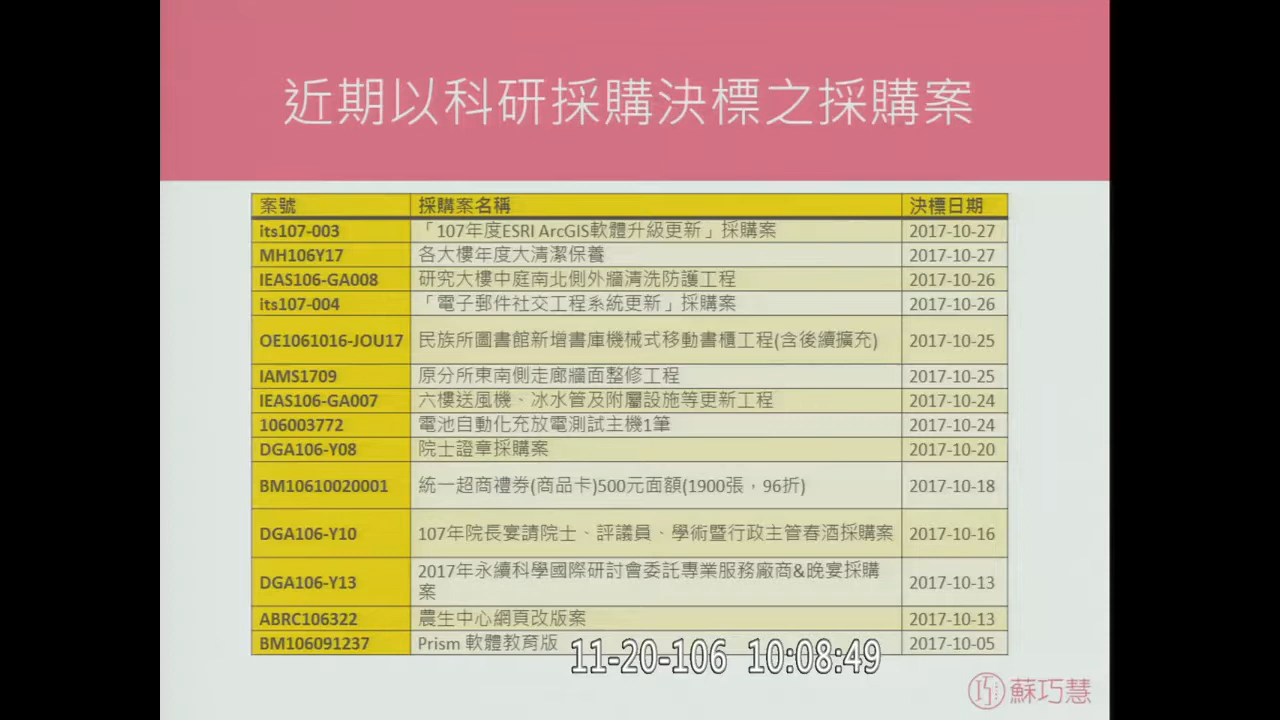 近期以科研採購決標之採購案
案號 採購案名稱 決標日期
its107-003 「107年度ESRI ArcGIS軟體升級更新」採購案 2017-10-27
MH106Y17 各大樓年度大清潔保養 2017-10-27
IEAS106-GA008 研究大樓中庭南北側外牆清洗防護工程 2017-10-26
its107-004 「電子郵件社交工程系統更新」採購案 2017-10-26
OE1061016-JOU17 民族所圖書館新增書庫機械式移動書櫃工程(含後續擴充) 2017-10-25
IAMS1709 原分所東南側走廊牆面整修工程 2017-10-25
IEAS106-GA007 六樓送風機、冰水管及附屬設施等更新工程 2017-10-24
106003772 電池自動化充放電測試主機1筆 2017-10-24
DGA106-Y08 院士證章採購案 2017-10-20
BM10610020001 統一超商禮券(商品卡)500元面額(1900張，96折) 2017-10-18
DGA106-Y10 107年院長宴請院士、評議員、學術暨行政主管春酒採購案 2017-10-16
DGA106-Y13 2017年永續科學國際研討會委託專業服務廠商&晚宴採購 2017-10-13
案
ABRC106322 農生中心網頁改版案 2017-10-13
BM106091237 Prism 軟體教育版 2017-10-05
11-20-106 10:08:49
巧 蘇巧慧